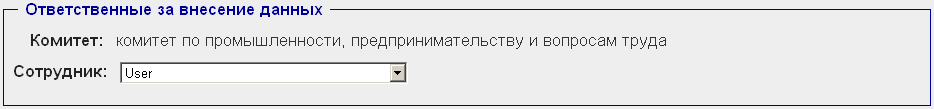 Ответственные за внесение данных
Комитет: комитет по промышленности, предпринимательству и вопросам труда
Сотрудник: User